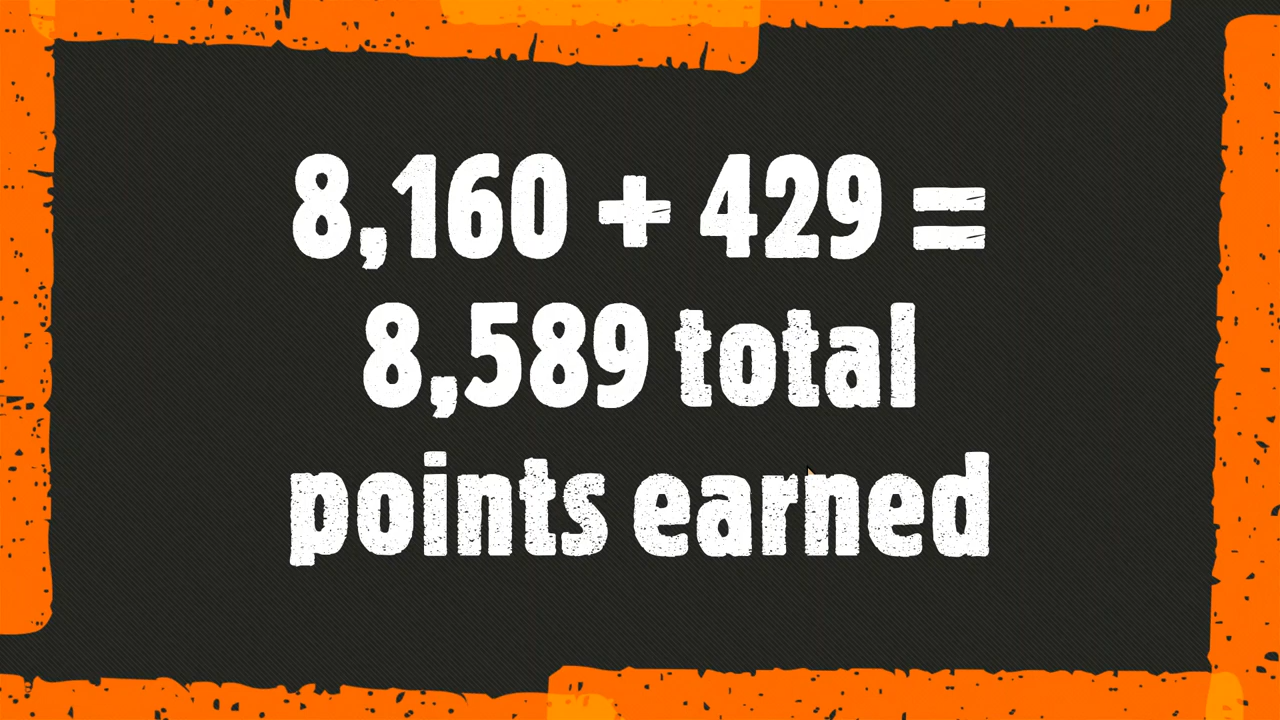 8,160 + 429 =
8,589 total
points earned